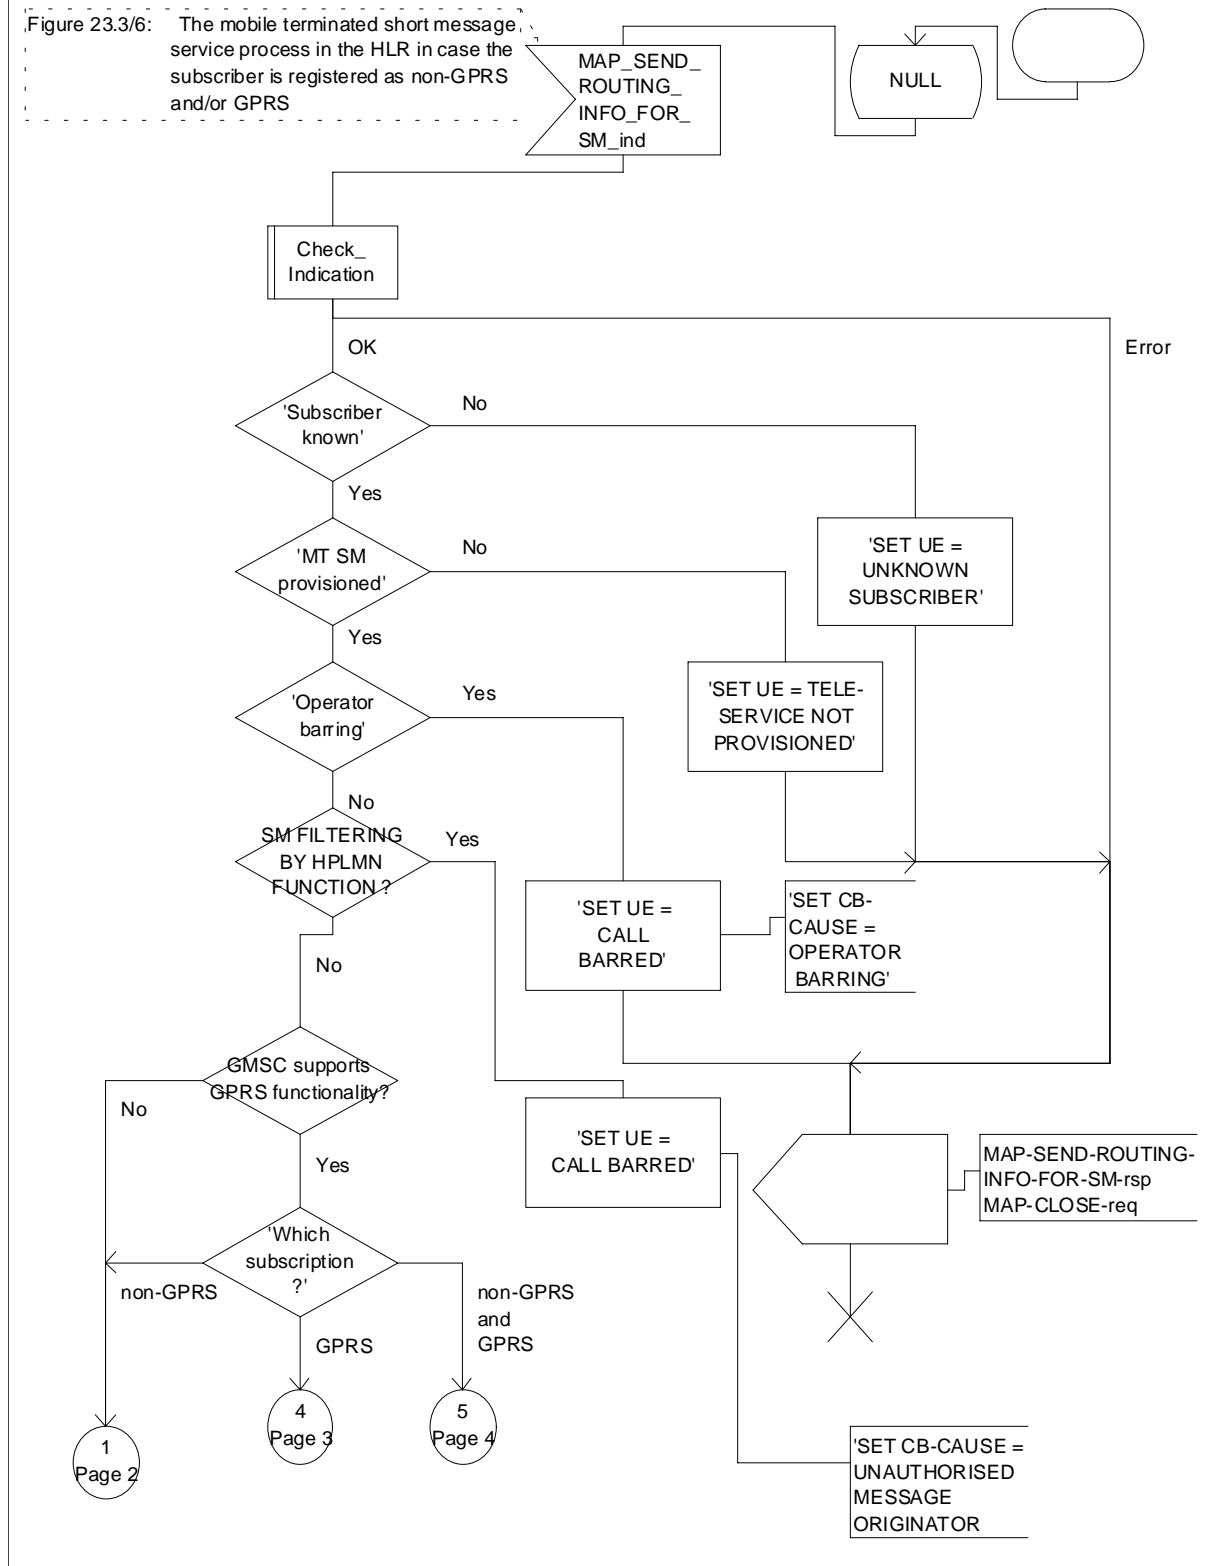 Figure 23.3/6: The mobile terminated short message
service process in the HLR in case the
subscriber is registered as non-GPRS
and/or GPRS
MAP_SEND_
ROUTING_
INFO_FOR_
SM_ind
NULL
Check_
Indication
OK
Error
'Subscriber
known'
No
Yes
'MT SM
provisioned'
No
'SET UE =
UNKNOWN
SUBSCRIBER'
Yes
'Operator
barring'
Yes
'SET UE = TELE-
SERVICE NOT
PROVISIONED'
No
SM FILTERING
BY HPLMN
FUNCTION ?
Yes
'SET UE =
CALL
BARRED'
'SET CB-
CAUSE =
OPERATOR
BARRING'
No
GMSC supports
GPRS functionality?
No
Yes
'SET UE =
CALL BARRED'
MAP-SEND-ROUTING-
INFO-FOR-SM-rsp
MAP-CLOSE-req
'Which
subscription
?'
non-GPRS
non-GPRS
and
GPRS
GPRS
1
Page 2
4
Page 3
5
Page 4
'SET CB-CAUSE =
UNAUTHORISED
MESSAGE
ORIGINATOR